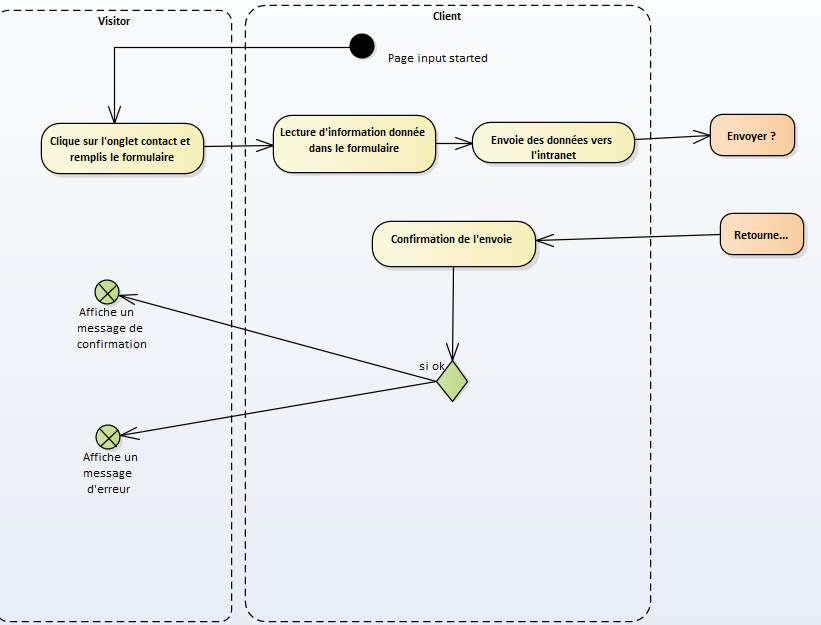 Visitor
Client
Page input started
Clique sur l'onglet contact et
remplis le formulaire
Lecture d'information donnée
dans le formulaire
Envoie des données vers
l'intranet
Envoyer ?
Confirmation de l'envoie
Retourne...
Affiche un
message de
confirmation
si ok
Affiche un
message
d'erreur